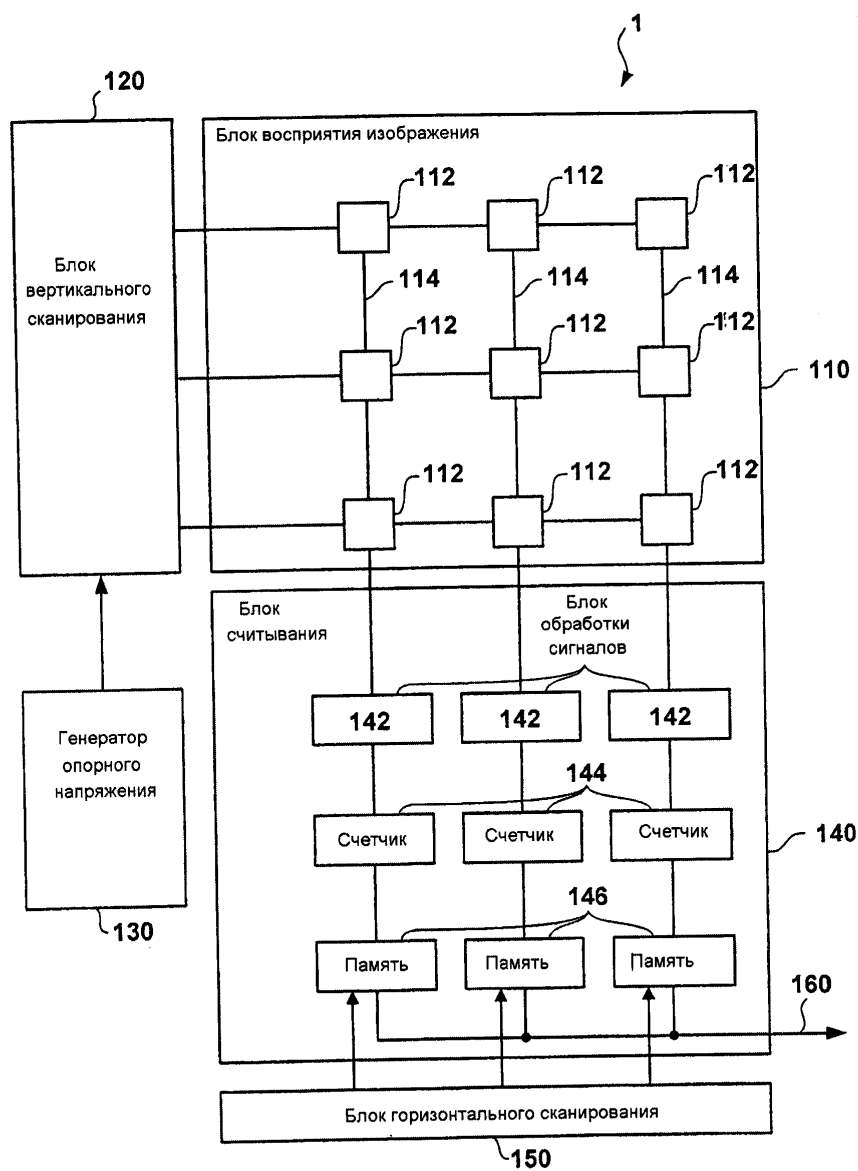 1
120
Блок восприятия изображения
112
112
112
Блок
вертикального
сканирования
114
114
114
112
112
112
110
112
112
112
Блок
считывания
Блок
обработки
сигналов
142
142
142
Генератор
опорного
напряжения
144
Счетчик
Счетчик
Счетчик
140
130
146
Память
Память
Память
160
Блок горизонтального сканирования
150